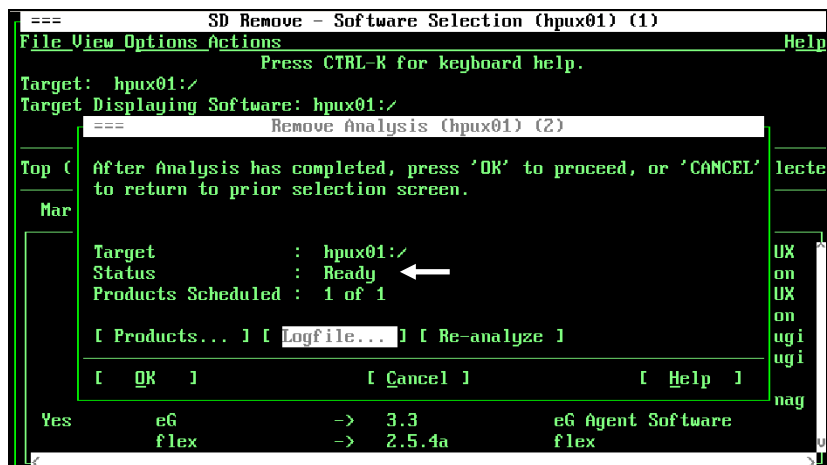 === SD Remove - Software Selection (hpux01) (1)
File View Options Actions Help
Press CTRL-K for keyboard help.
Target: hpux01:/
Target Displaying Software: hpux01:/
=== Remove Analysis (hpux01) (2)
Top ( After Analysis has completed, press 'OK' to proceed, or 'CANCEL' lecte
to return to prior selection screen.
Mar
Target : hpux01:/ UX
Status : Ready on
Products Scheduled : 1 of 1 UX
on
[ Products... ] [ Logfile... ] [ Re-analyze ] ugi
ugi
[ OK ] [ Cancel ] [ Help ]
nag
Yes eG -> 3.3 eG Agent Software
flex -> 2.5.4a flex